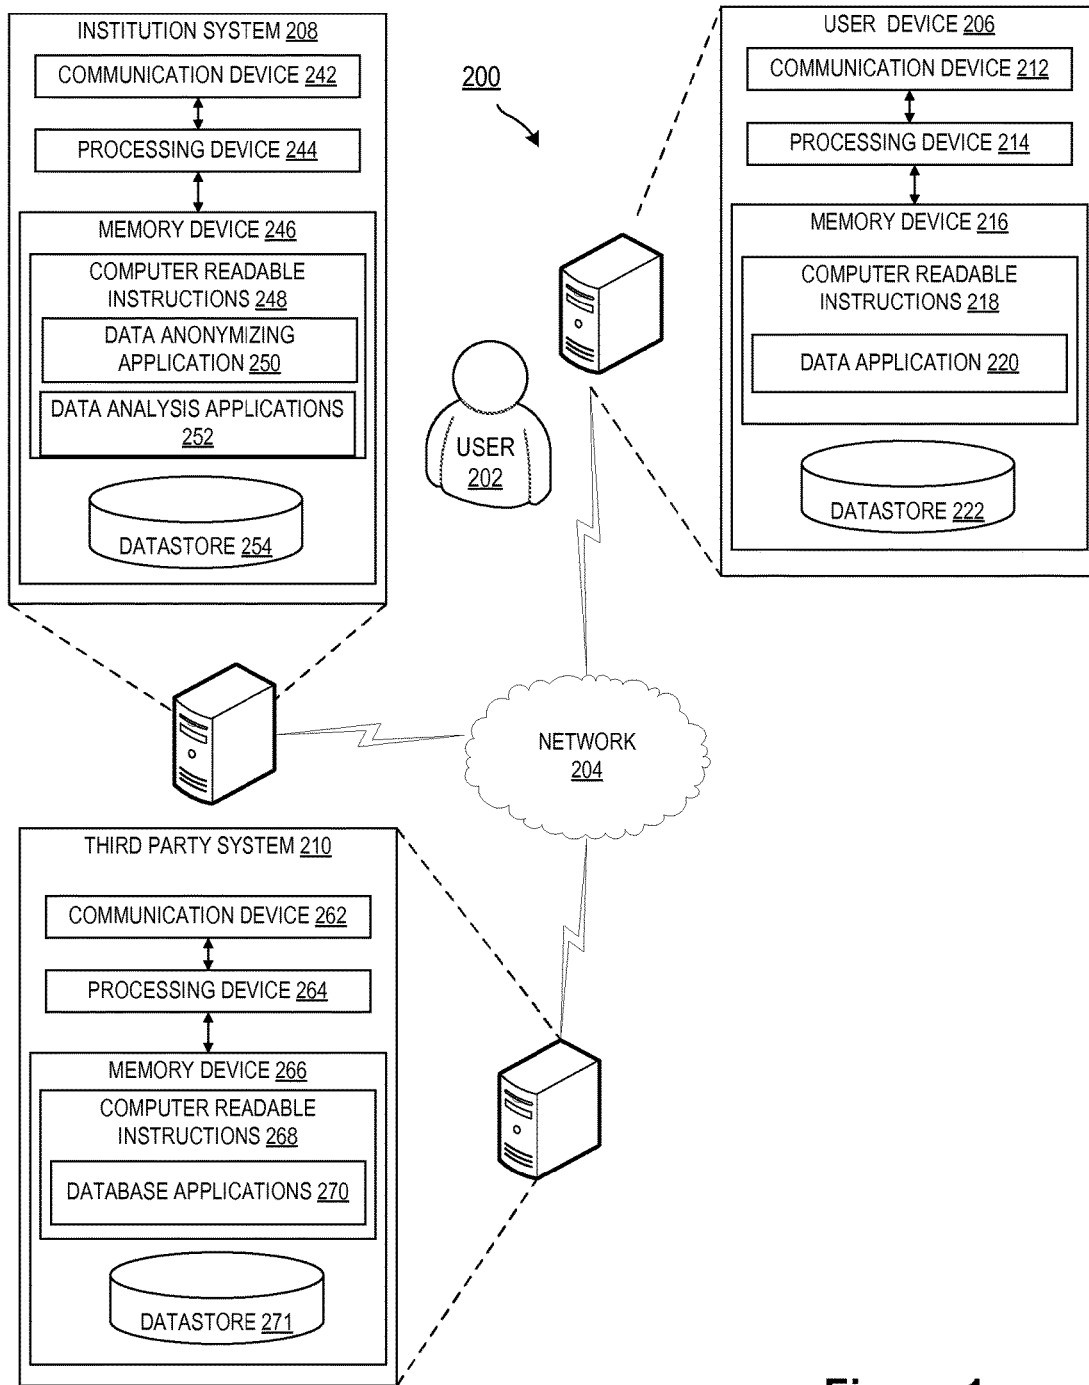 INSTITUTION SYSTEM 208
COMMUNICATION DEVICE 242
PROCESSING DEVICE 244
MEMORY DEVICE 246
COMPUTER READABLE
INSTRUCTIONS 248
DATA ANONYMIZING
APPLICATION 250
DATA ANALYSIS APPLICATIONS
252
DATASTORE 254
200
USER DEVICE 206
COMMUNICATION DEVICE 212
PROCESSING DEVICE 214
MEMORY DEVICE 216
COMPUTER READABLE
INSTRUCTIONS 218
DATA APPLICATION 220
DATASTORE 222
USER
202
NETWORK
204
THIRD PARTY SYSTEM 210
COMMUNICATION DEVICE 262
PROCESSING DEVICE 264
MEMORY DEVICE 266
COMPUTER READABLE
INSTRUCTIONS 268
DATABASE APPLICATIONS 270
DATASTORE 271